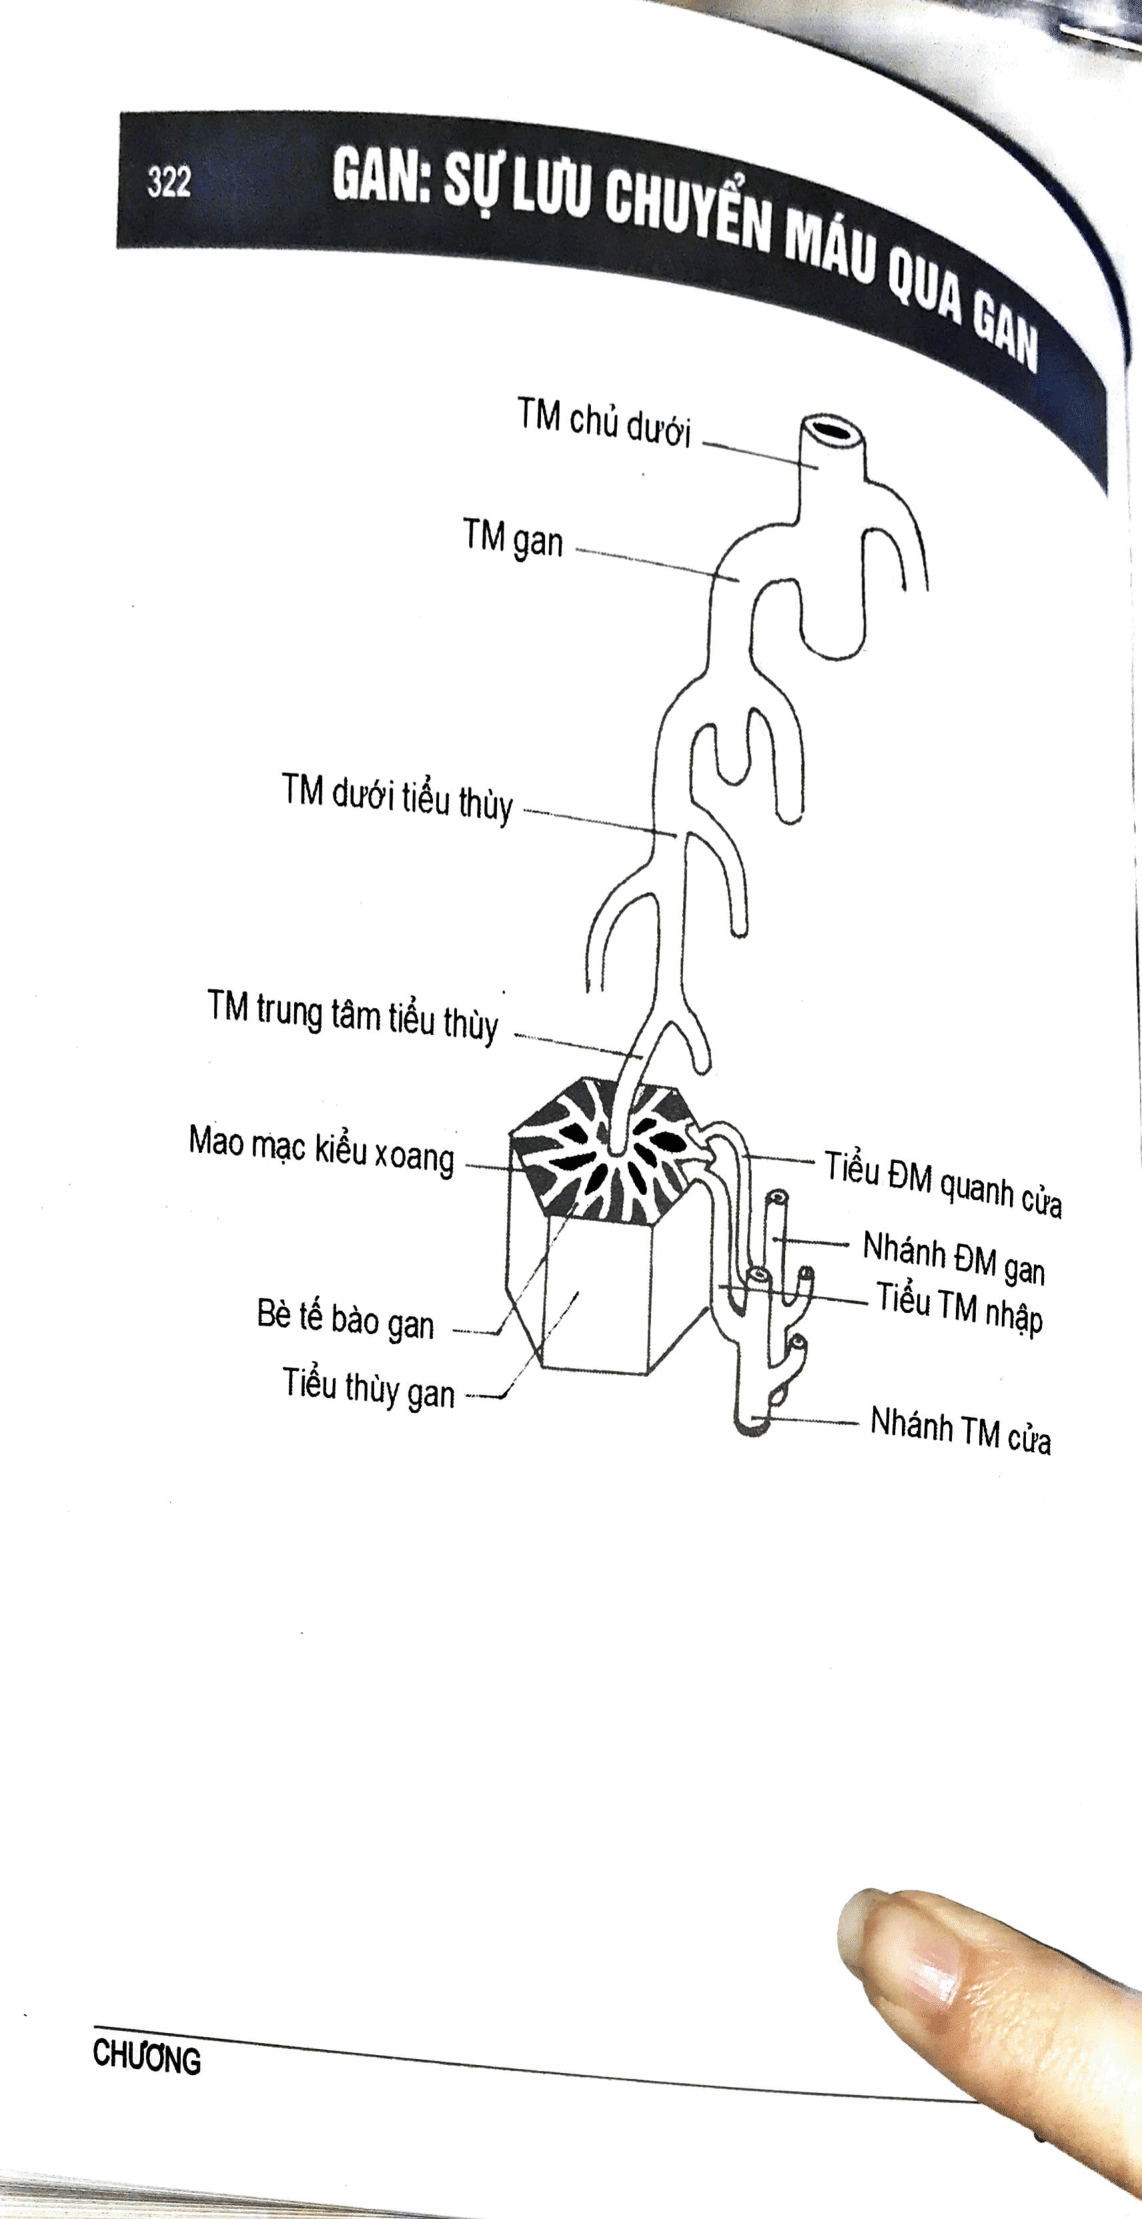 322
GAN: SỰ LƯU CHUYỂN MÁU QUA GAN
TM chủ dưới
TM gan
TM dưới tiểu thùy
TM trung tâm tiểu thùy
Mao mạc kiểu xoang
Tiểu ĐM quanh cửa
Nhánh ĐM gan
Tiểu TM nhập
Bè tế bào gan
Tiểu thùy gan
Nhánh TM cửa
CHƯƠNG